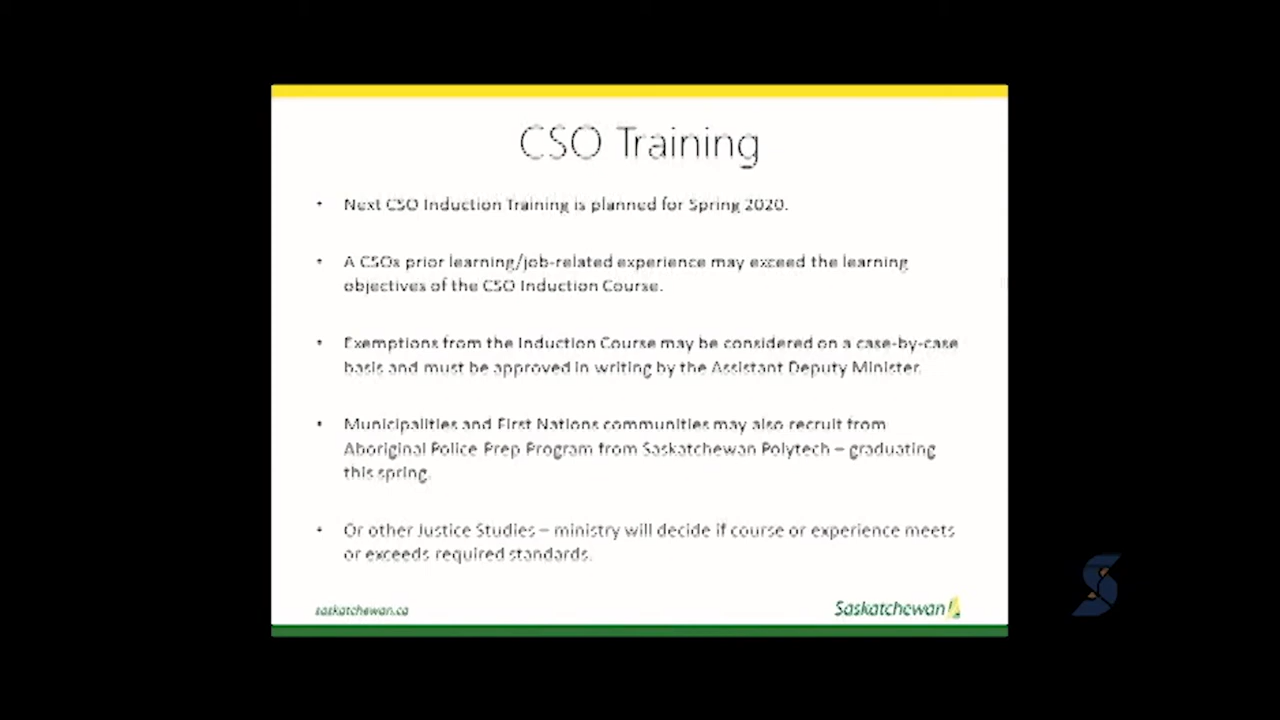 CSO Training
• Next CSO Induction Training is planned for Spring 2020.
• A CSOs prior learning/job-related experience may exceed the learning
objectives of the CSO Induction Course.
• Exemptions from the Induction Course may be considered on a case-by-case
basis and must be approved in writing by the Assistant Deputy Minister.
• Municipalities and First Nations communities may also recruit from
Aboriginal Police Prep Program from Saskatchewan Polytech – graduating
this spring.
• Or other Justice Studies – ministry will decide if course or experience meets
or exceeds required standards.
saskatchewan.ca
Saskatchewan
S